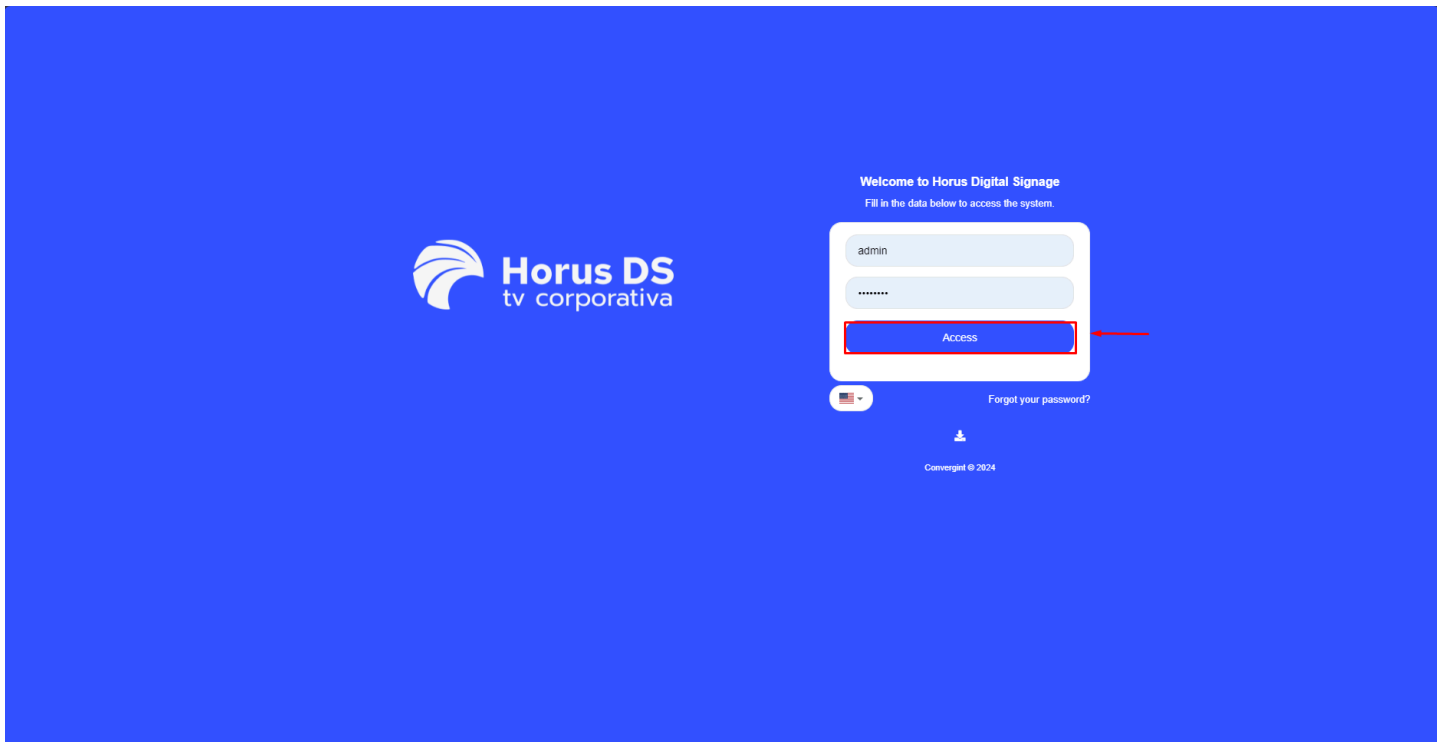 Horus DS
tv corporativa
Welcome to Horus Digital Signage
Fill in the data below to access the system.
admin
••••••••
Access
Forgot your password?
Convergint © 2024